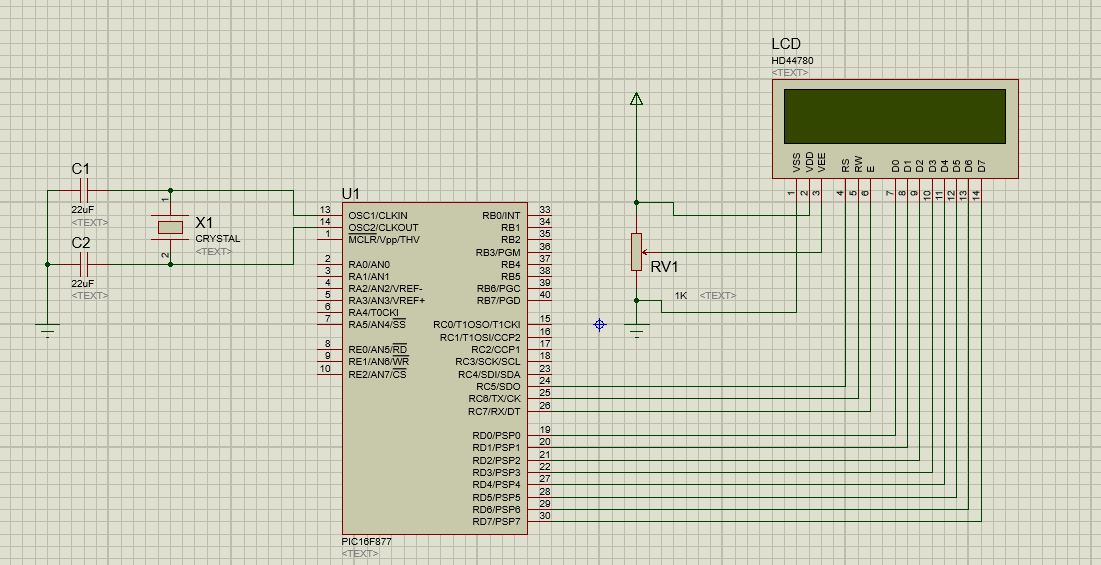 LCD
HD44780
<TEXT>
VSS
VDD
VEE
RS
RW
E
D0
D1
D2
D3
D4
D5
D6
D7
1
2
3
4
5
6
7
8
9
10
11
12
13
14
C1
22uF
<TEXT>
C2
22uF
<TEXT>
1
X1
CRYSTAL
<TEXT>
2
U1
13 OSC1/CLKIN
14 OSC2/CLKOUT
1 MCLR/Vpp/THV
2 RA0/AN0
3 RA1/AN1
4 RA2/AN2/VREF-
5 RA3/AN3/VREF+
6 RA4/T0CKI
7 RA5/AN4/SS
8 RE0/AN5/RD
9 RE1/AN6/WR
10 RE2/AN7/CS
RB0/INT 33
RB1 34
RB2 35
RB3/PGM 36
RB4 37
RB5 38
RB6/PGC 39
RB7/PGD 40
RC0/T1OSO/T1CKI 15
RC1/T1OSI/CCP2 16
RC2/CCP1 17
RC3/SCK/SCL 18
RC4/SDI/SDA 23
RC5/SDO 24
RC6/TX/CK 25
RC7/RX/DT 26
RD0/PSP0 19
RD1/PSP1 20
RD2/PSP2 21
RD3/PSP3 22
RD4/PSP4 27
RD5/PSP5 28
RD6/PSP6 29
RD7/PSP7 30
PIC16F877
<TEXT>
RV1
1K <TEXT>